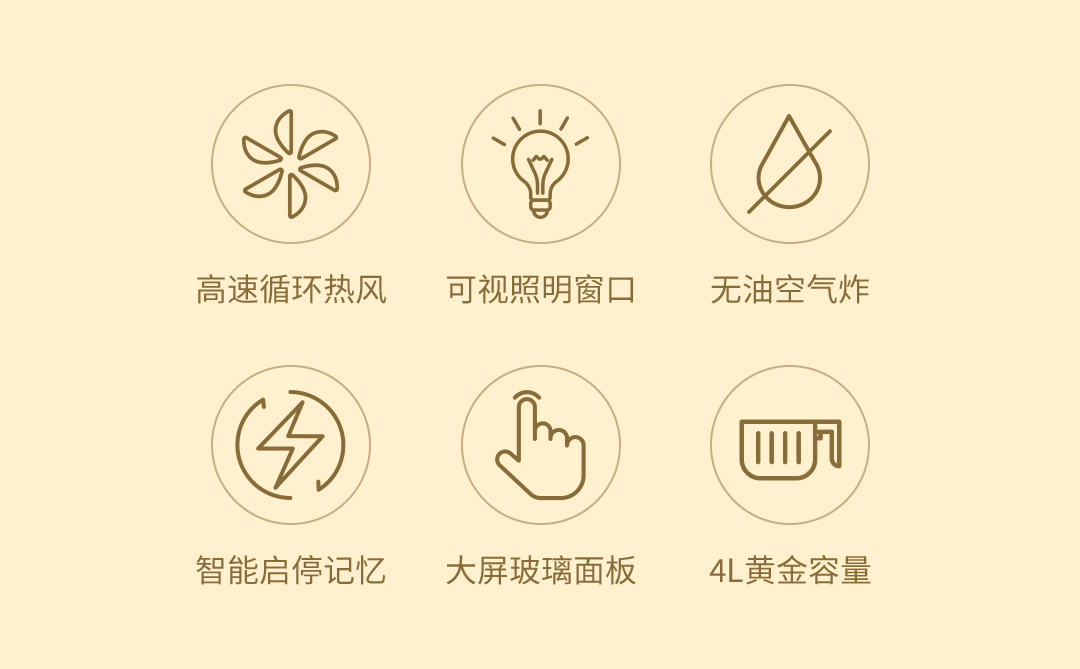 高速循环热风
可视照明窗口
无油空气炸
智能启停记忆
大屏玻璃面板
4L黄金容量